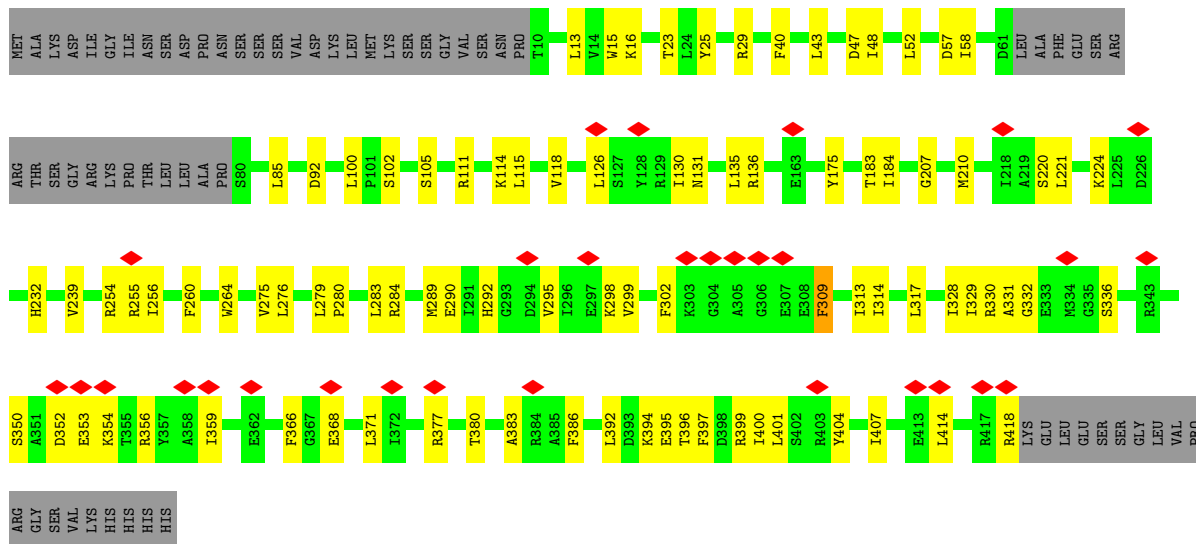 MET ALA LYS ASP ILE GLY ILE ASN SER ASP PRO ASN SER SER SER VAL ASP LYS LEU MET LYS SER SER GLY VAL SER ASN PRO T10 L13 V14 W15 K16 T23 L24 Y25 R29 F40 L43 D47 I48 L52 D57 I58 D61 LEU ALA PHE GLU SER ARG
ARG THR SER GLY ARG LYS PRO THR LEU LEU ALA PRO S80 L85 D92 L100 P101 S102 S105 R111 K114 L115 V118 L126 S127 Y128 R129 I130 N131 L135 R136 E163 Y175 T183 I184 G207 M210 I218 A219 S220 L221 K224 L225 D226
H232 V239 R254 R255 I256 F260 W264 V275 L276 L279 P280 L283 R284 M289 E290 I291 H292 G293 D294 V295 I296 E297 K298 V299 F302 K303 G304 A305 G306 E307 E308 F309 I313 I314 L317 I328 I329 R330 A331 G332 E333 M334 G335 S336 R343
S350 A351 D352 E353 K354 T355 R356 Y357 A358 I359 E362 F366 G367 E368 L371 I372 R377 T380 A383 R384 A385 F386 L392 D393 K394 E395 T396 F397 D398 R399 I400 L401 S402 R403 Y404 I407 E413 L414 R417 R418 LYS GLU LEU GLU SER SER GLY LEU VAL PRO
ARG GLY SER VAL LYS HIS HIS HIS HIS